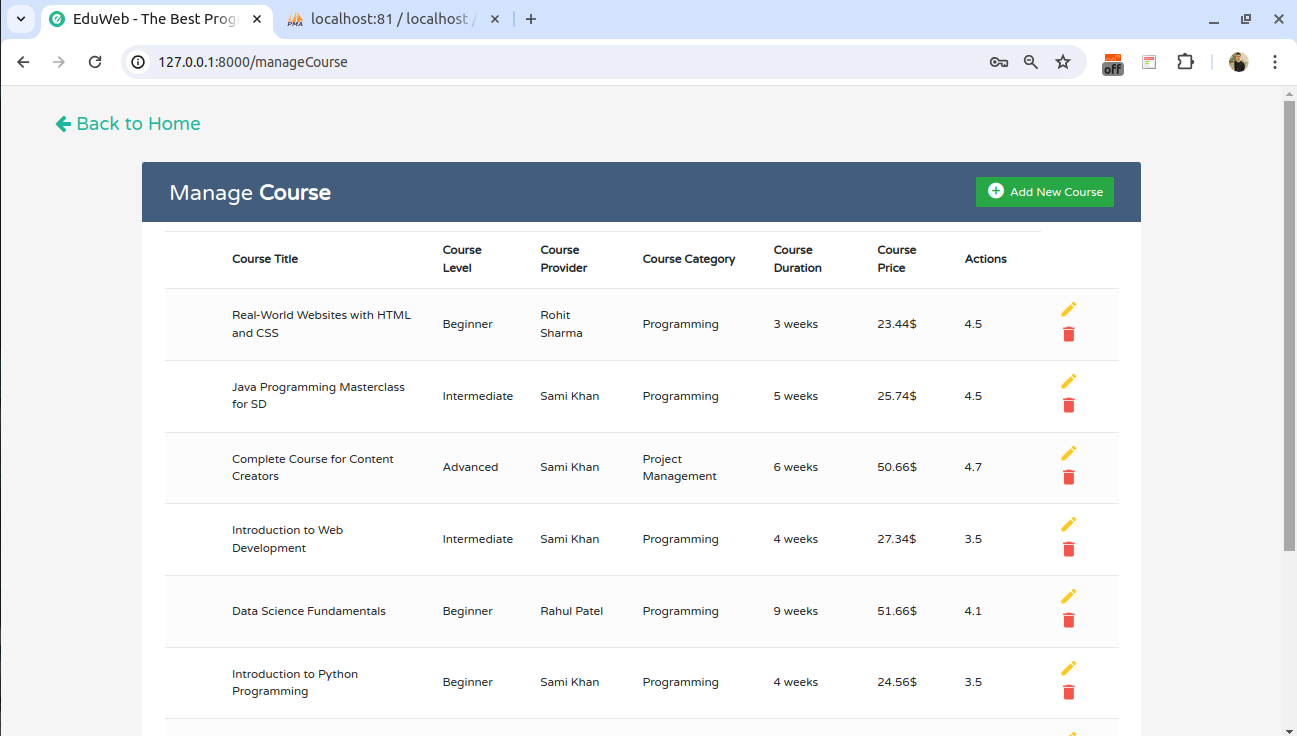 EduWeb - The Best Prog
localhost:81 / localhost /
127.0.0.1:8000/manageCourse
off
Back to Home
Manage Course
Add New Course
Course Title
Course Level
Course Provider
Course Category
Course Duration
Course Price
Actions
Real-World Websites with HTML
and CSS
Beginner
Rohit
Sharma
Programming
3 weeks
23.44$
4.5
Java Programming Masterclass
for SD
Intermediate
Sami Khan
Programming
5 weeks
25.74$
4.5
Complete Course for Content
Creators
Advanced
Sami Khan
Project
Management
6 weeks
50.66$
4.7
Introduction to Web
Development
Intermediate
Sami Khan
Programming
4 weeks
27.34$
3.5
Data Science Fundamentals
Beginner
Rahul Patel
Programming
9 weeks
51.66$
4.1
Introduction to Python
Programming
Beginner
Sami Khan
Programming
4 weeks
24.56$
3.5